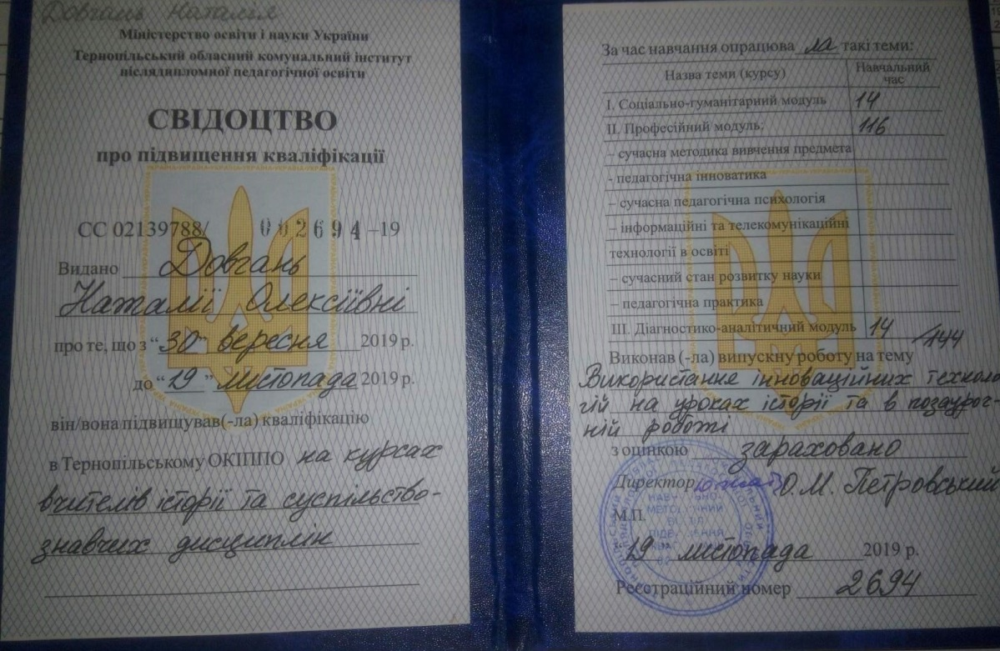 Довгань Наталія
Міністерство освіти і науки України
Тернопільський обласний комунальний інститут
післядипломної педагогічної освіти
СВІДОЦТВО
про підвищення кваліфікації
СС 02139788/ 002694 –19
Видано Довгань
Наталії Олексіївні
про те, що з “30” вересня 2019 р.
до “19” листопада 2019 р.
він/вона підвищував(-ла) кваліфікацію
в Тернопільському ОКІППО на курсах
вчителів історії та суспільство-
знавчих дисциплін
За час навчання опрацюва ла такі теми:
Назва теми (курсу) Навчальний
час
І. Соціально-гуманітарний модуль 14
ІІ. Професійний модуль: 116
– сучасна методика вивчення предмета
- педагогічна інноватика
– сучасна педагогічна психологія
– інформаційні та телекомунікаційні
технології в освіті
– сучасний стан розвитку науки
– педагогічна практика
ІІІ. Діагностико-аналітичний модуль 14 /144
Виконав (-ла) випускну роботу на тему
Використання інноваційних техноло
гій на уроках історії та в позауроч-
ній роботі
з оцінкою зараховано
Директор О.М. Петровський
М.П.
“19” листопада 2019 р.
Реєстраційний номер 2694